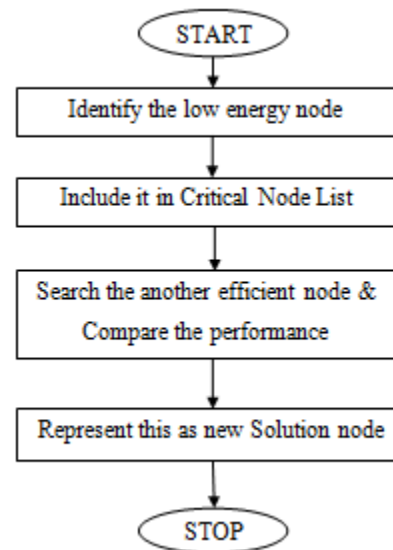 START
Identify the low energy node
Include it in Critical Node List
Search the another efficient node &
Compare the performance
Represent this as new Solution node
STOP